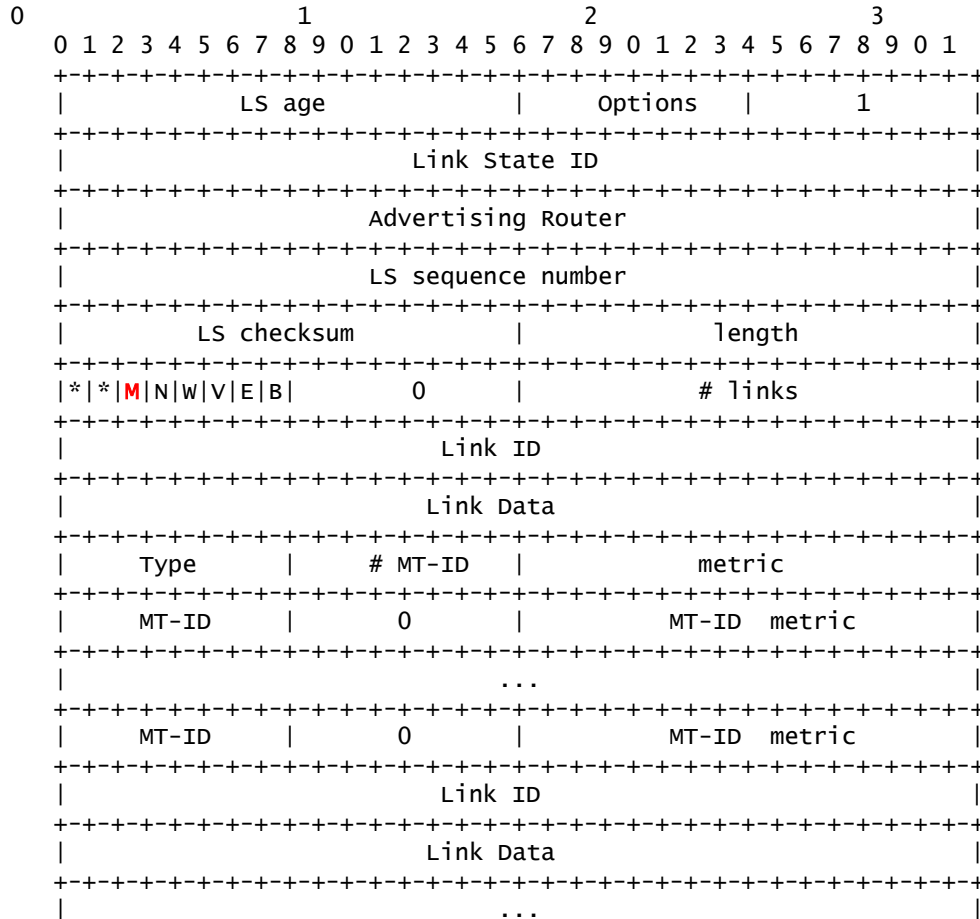 0                   1                   2                   3
    0 1 2 3 4 5 6 7 8 9 0 1 2 3 4 5 6 7 8 9 0 1 2 3 4 5 6 7 8 9 0 1
   +-+-+-+-+-+-+-+-+-+-+-+-+-+-+-+-+-+-+-+-+-+-+-+-+-+-+-+-+-+-+-+-+
   |            LS age             |     Options   |       1       |
   +-+-+-+-+-+-+-+-+-+-+-+-+-+-+-+-+-+-+-+-+-+-+-+-+-+-+-+-+-+-+-+-+
   |                        Link State ID                          |
   +-+-+-+-+-+-+-+-+-+-+-+-+-+-+-+-+-+-+-+-+-+-+-+-+-+-+-+-+-+-+-+-+
   |                     Advertising Router                        |
   +-+-+-+-+-+-+-+-+-+-+-+-+-+-+-+-+-+-+-+-+-+-+-+-+-+-+-+-+-+-+-+-+
   |                     LS sequence number                        |
   +-+-+-+-+-+-+-+-+-+-+-+-+-+-+-+-+-+-+-+-+-+-+-+-+-+-+-+-+-+-+-+-+
   |         LS checksum           |             length            |
   +-+-+-+-+-+-+-+-+-+-+-+-+-+-+-+-+-+-+-+-+-+-+-+-+-+-+-+-+-+-+-+-+
   |*|*|M|N|W|V|E|B|        0      |            # links            |
   +-+-+-+-+-+-+-+-+-+-+-+-+-+-+-+-+-+-+-+-+-+-+-+-+-+-+-+-+-+-+-+-+
   |                          Link ID                              |
   +-+-+-+-+-+-+-+-+-+-+-+-+-+-+-+-+-+-+-+-+-+-+-+-+-+-+-+-+-+-+-+-+
   |                         Link Data                             |
   +-+-+-+-+-+-+-+-+-+-+-+-+-+-+-+-+-+-+-+-+-+-+-+-+-+-+-+-+-+-+-+-+
   |     Type      |     # MT-ID   |            metric             |
   +-+-+-+-+-+-+-+-+-+-+-+-+-+-+-+-+-+-+-+-+-+-+-+-+-+-+-+-+-+-+-+-+
   |     MT-ID     |       0       |          MT-ID  metric        |
   +-+-+-+-+-+-+-+-+-+-+-+-+-+-+-+-+-+-+-+-+-+-+-+-+-+-+-+-+-+-+-+-+
   |                              ...                              |
   +-+-+-+-+-+-+-+-+-+-+-+-+-+-+-+-+-+-+-+-+-+-+-+-+-+-+-+-+-+-+-+-+
   |     MT-ID     |       0       |          MT-ID  metric        |
   +-+-+-+-+-+-+-+-+-+-+-+-+-+-+-+-+-+-+-+-+-+-+-+-+-+-+-+-+-+-+-+-+
   |                          Link ID                              |
   +-+-+-+-+-+-+-+-+-+-+-+-+-+-+-+-+-+-+-+-+-+-+-+-+-+-+-+-+-+-+-+-+
   |                         Link Data                             |
   +-+-+-+-+-+-+-+-+-+-+-+-+-+-+-+-+-+-+-+-+-+-+-+-+-+-+-+-+-+-+-+-+
   |                              ...                              |